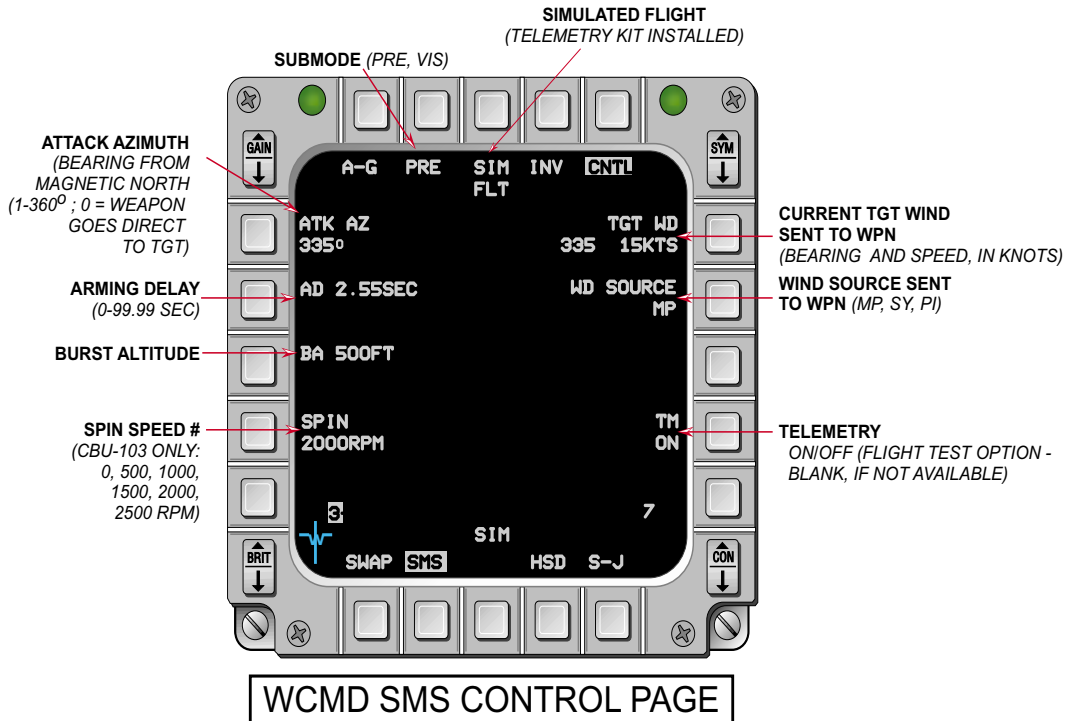 SIMULATED FLIGHT
(TELEMETRY KIT INSTALLED)
SUBMODE (PRE, VIS)
ATTACK AZIMUTH
(BEARING FROM
MAGNETIC NORTH
(1-360O ; 0 = WEAPON
GOES DIRECT
TO TGT)
ARMING DELAY
(0-99.99 SEC)
BURST ALTITUDE
SPIN SPEED #
(CBU-103 ONLY:
0, 500, 1000,
1500, 2000,
2500 RPM)
GAIN
SYM
A-G PRE SIM INV CNTL
FLT
ATK AZ
335°
TGT WD
335 15KTS
AD 2.55SEC
WD SOURCE
MP
BA 500FT
SPIN
2000RPM
TM
ON
3
7
SIM
SWAP SMS HSD S-J
BRIT
CON
CURRENT TGT WIND
SENT TO WPN
(BEARING AND SPEED, IN KNOTS)
WIND SOURCE SENT
TO WPN (MP, SY, PI)
TELEMETRY
ON/OFF (FLIGHT TEST OPTION -
BLANK, IF NOT AVAILABLE)
WCMD SMS CONTROL PAGE